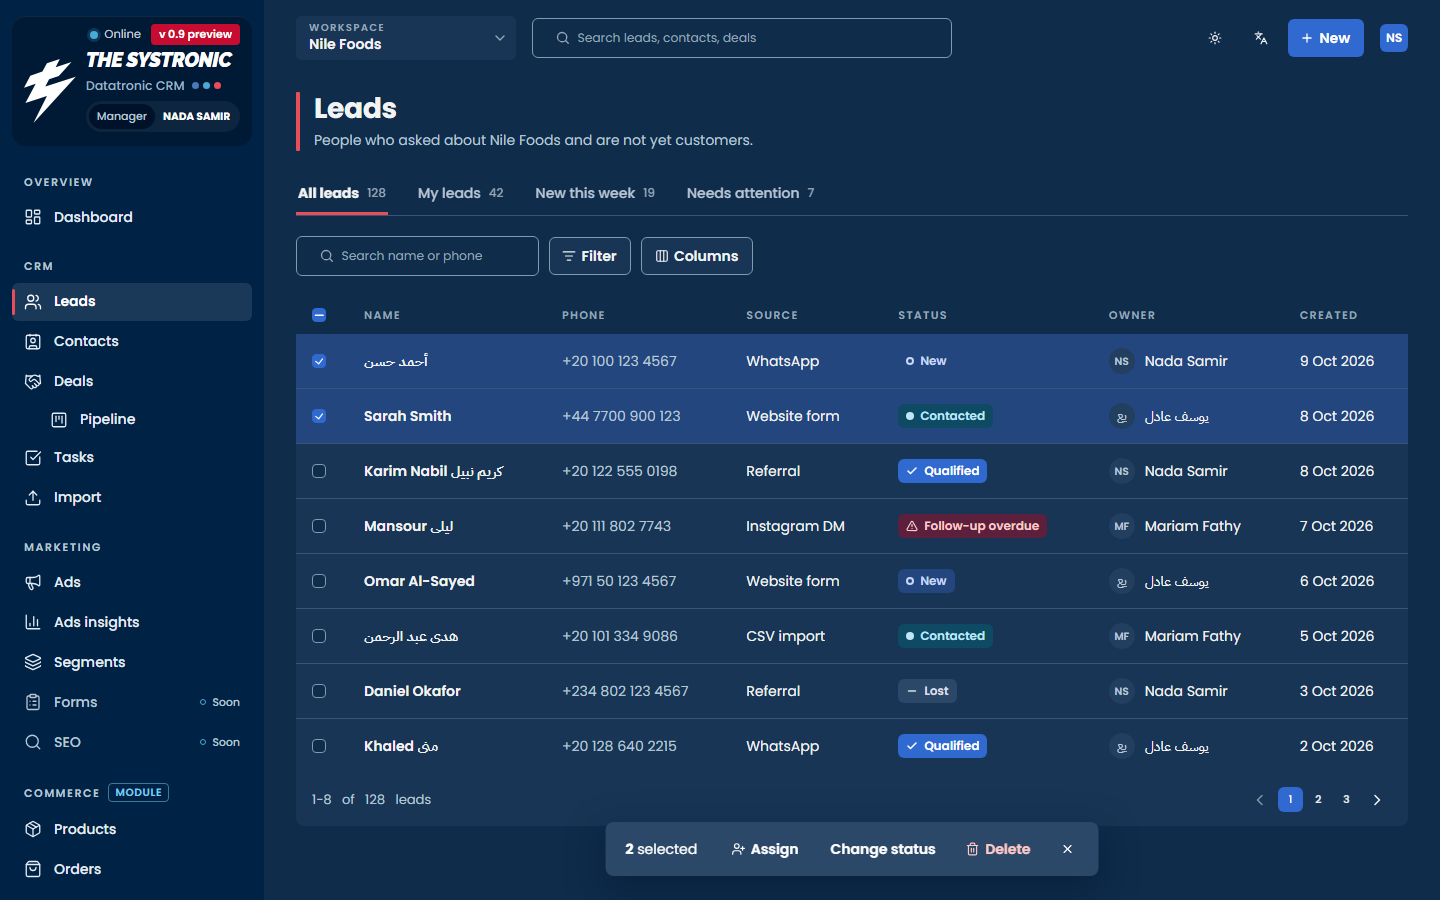 Online v 0.9 preview
THE SYSTRONIC
Datatronic CRM
Manager NADA SAMIR
OVERVIEW
Dashboard
CRM
Leads
Contacts
Deals
Pipeline
Tasks
Import
MARKETING
Ads
Ads insights
Segments
Forms Soon
SEO Soon
COMMERCE MODULE
Products
Orders
WORKSPACE
Nile Foods
Search leads, contacts, deals
+ New
NS
Leads
People who asked about Nile Foods and are not yet customers.
All leads 128 My leads 42 New this week 19 Needs attention 7
Search name or phone Filter Columns
NAME PHONE SOURCE STATUS OWNER CREATED
أحمد حسن +20 100 123 4567 WhatsApp New NS Nada Samir 9 Oct 2026
Sarah Smith +44 7700 900 123 Website form Contacted يع يوسف عادل 8 Oct 2026
Karim Nabil كريم نبيل +20 122 555 0198 Referral Qualified NS Nada Samir 8 Oct 2026
Mansour ليلى +20 111 802 7743 Instagram DM Follow-up overdue MF Mariam Fathy 7 Oct 2026
Omar Al-Sayed +971 50 123 4567 Website form New يع يوسف عادل 6 Oct 2026
هدى عبد الرحمن +20 101 334 9086 CSV import Contacted MF Mariam Fathy 5 Oct 2026
Daniel Okafor +234 802 123 4567 Referral Lost NS Nada Samir 3 Oct 2026
Khaled منى +20 128 640 2215 WhatsApp Qualified يع يوسف عادل 2 Oct 2026
1-8 of 128 leads 1 2 3
2 selected Assign Change status Delete